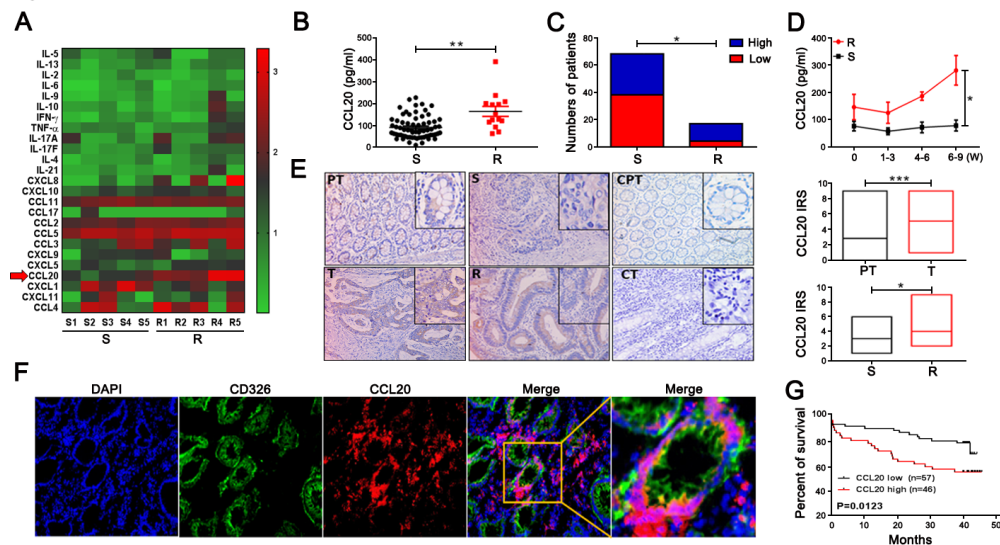 A
IL-5
IL-13
IL-2
IL-6
IL-9
IL-10
IFN-γ
TNF-α
IL-17A
IL-17F
IL-4
IL-21
CXCL8
CXCL10
CCL11
CCL17
CCL2
CCL5
CCL3
CXCL9
CXCL5
CCL20
CXCL1
CXCL11
CCL4
S1 S2 S3 S4 S5 R1 R2 R3 R4 R5
S R
3
2
1
B
CCL20 (pg/ml)
500
400
300
200
100
0
**
S R
C
Numbers of patients
100
80
60
40
20
0
*
High
Low
S R
D
CCL20 (pg/ml)
400
300
200
100
0
R
S
*
0 1-3 4-6 6-9 (W)
E
PT S CPT
T R CT
CCL20 IRS
10
8
6
4
2
0
***
PT T
CCL20 IRS
10
8
6
4
2
0
*
S R
F
DAPI CD326 CCL20 Merge Merge
G
Percent of survival
100
80
60
40
20
CCL20 low (n=57)
CCL20 high (n=46)
P=0.0123
0 10 20 30 40 50
Months